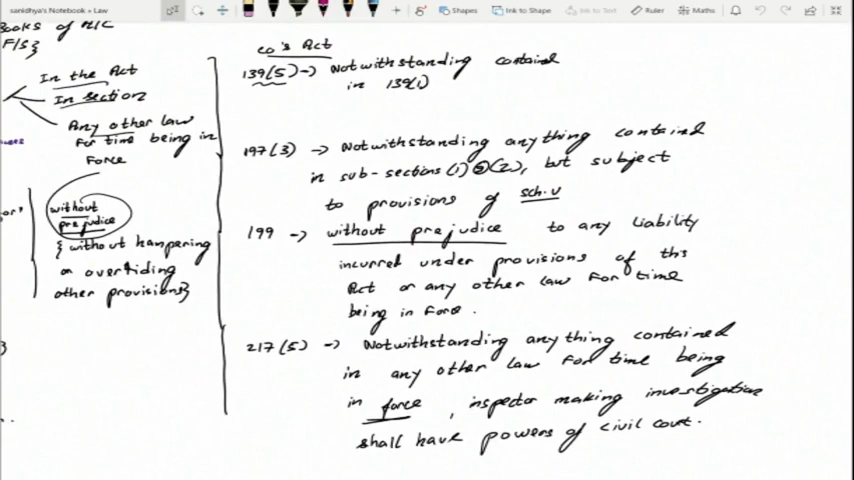 sanidhya's Notebook • Law
Shapes
Ink to Shape
Ink to Text
Ruler
Maths
Books of H/C
F/S}
In the Act
In section
Any other law
for time being in
force
without
prejudice
{ without hampering
or overriding
other provisions}
co's Act
139(5) → Notwithstanding contained
in 139(1)
197(3) → Notwithstanding anything contained
in sub-sections (1) & (2), but subject
to provisions of sch. V
199 → without prejudice to any liability
incurred under provisions of this
Act or any other law for time
being in force.
217(5) → Notwithstanding anything contained
in any other law for time being
in force, inspector making investigation
shall have powers of civil court.